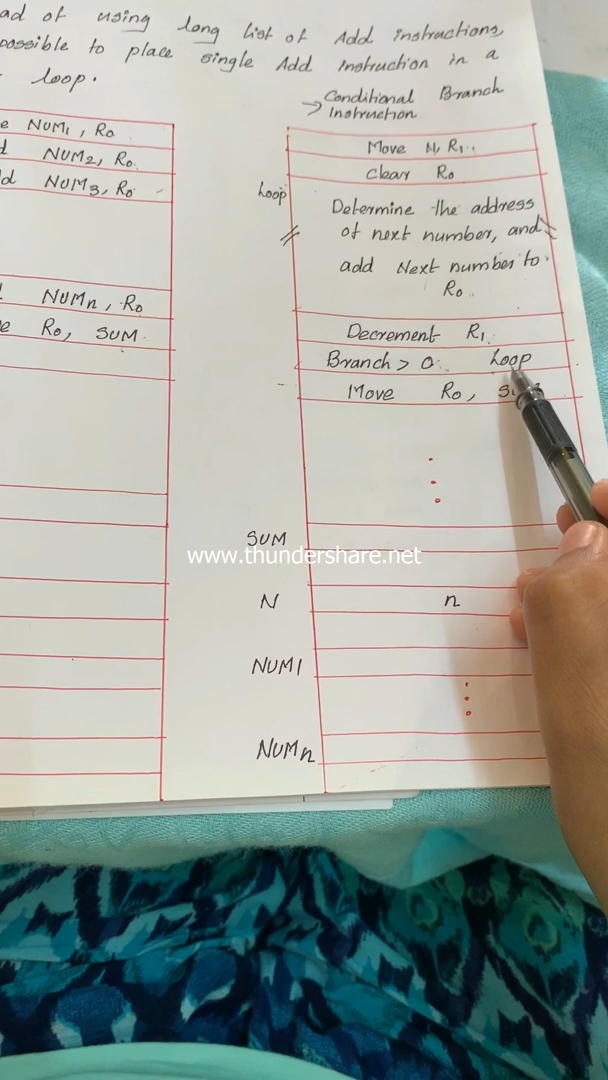 of using long list of Add instructions,
possible to place single Add Instruction in a
loop.
→ Conditional Branch
Instruction
NUM1, R0
NUM2, R0
NUM3, R0
NUMn, R0
R0, SUM
Move N, R1
Clear R0
Loop
Determine the address
of next number, and
add Next number to
R0
Decrement R1
Branch > 0 Loop
Move R0,
SUM
www.thundershare.net
N n
NUM1
NUMn